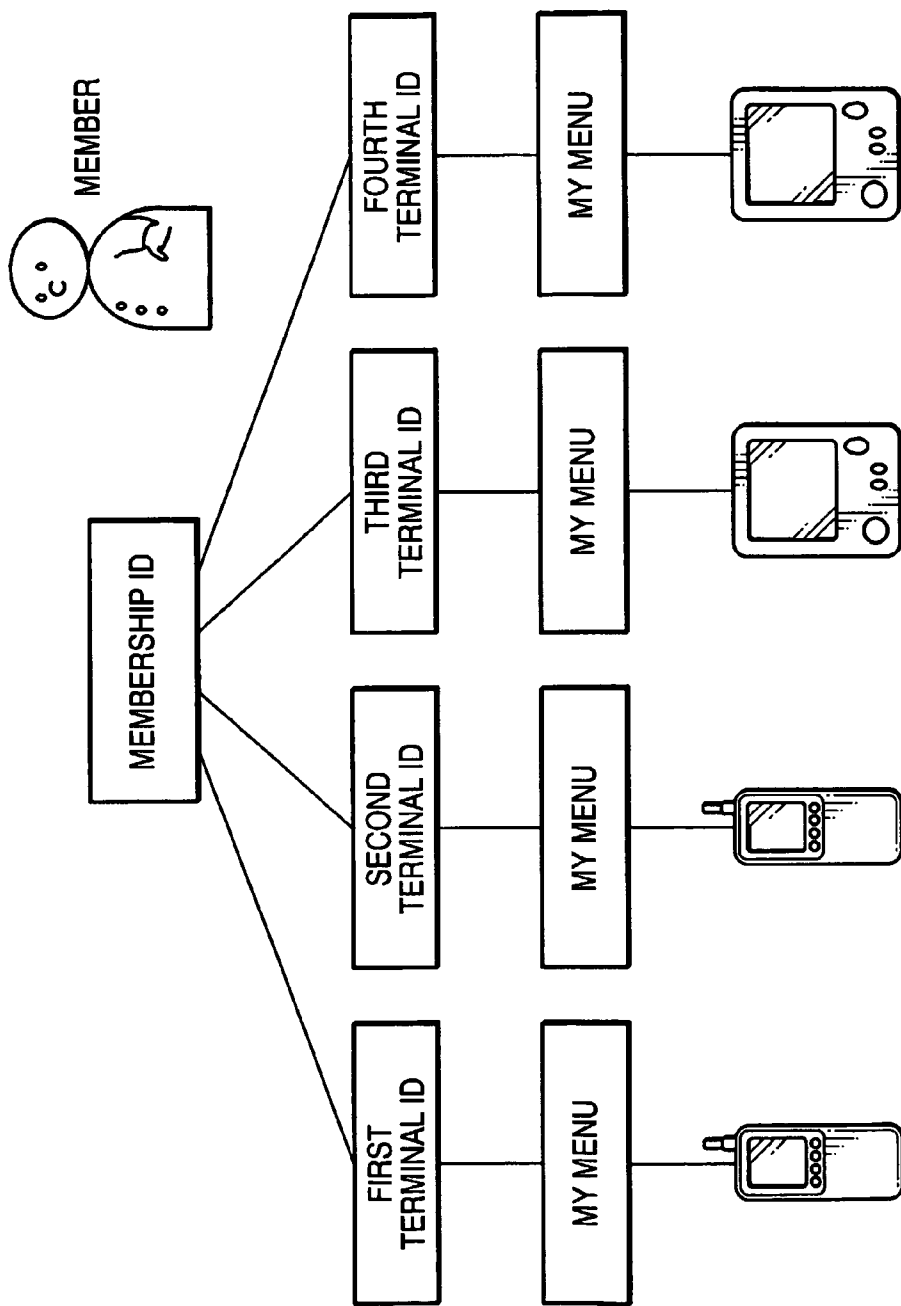 MEMBER
MEMBERSHIP ID
FIRST
TERMINAL ID
SECOND
TERMINAL ID
THIRD
TERMINAL ID
FOURTH
TERMINAL ID
MY MENU
MY MENU
MY MENU
MY MENU